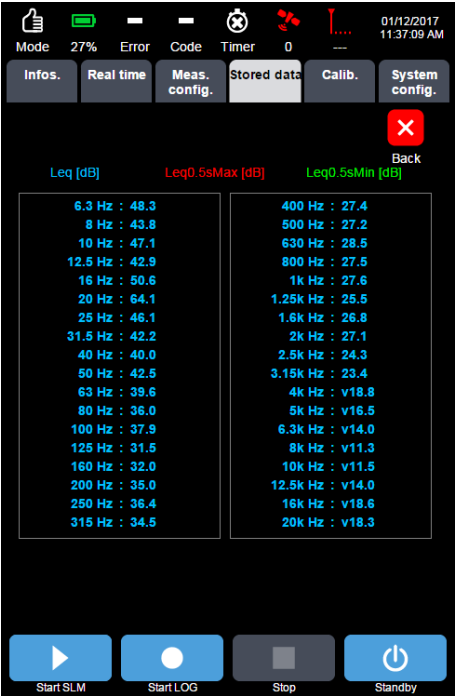 01/12/2017
11:37:09 AM
Mode 27% Error Code Timer 0 ---
Infos. Real time Meas. config. Stored data Calib. System config.
Back
Leq [dB] Leq0.5sMax [dB] Leq0.5sMin [dB]
6.3 Hz : 48.3
8 Hz : 43.8
10 Hz : 47.1
12.5 Hz : 42.9
16 Hz : 50.6
20 Hz : 64.1
25 Hz : 46.1
31.5 Hz : 42.2
40 Hz : 40.0
50 Hz : 42.5
63 Hz : 39.6
80 Hz : 36.0
100 Hz : 37.9
125 Hz : 31.5
160 Hz : 32.0
200 Hz : 35.0
250 Hz : 36.4
315 Hz : 34.5
400 Hz : 27.4
500 Hz : 27.2
630 Hz : 28.5
800 Hz : 27.5
1k Hz : 27.6
1.25k Hz : 25.5
1.6k Hz : 26.8
2k Hz : 27.1
2.5k Hz : 24.3
3.15k Hz : 23.4
4k Hz : v18.8
5k Hz : v16.5
6.3k Hz : v14.0
8k Hz : v11.3
10k Hz : v11.5
12.5k Hz : v14.0
16k Hz : v18.6
20k Hz : v18.3
Start SLM Start LOG Stop Standby